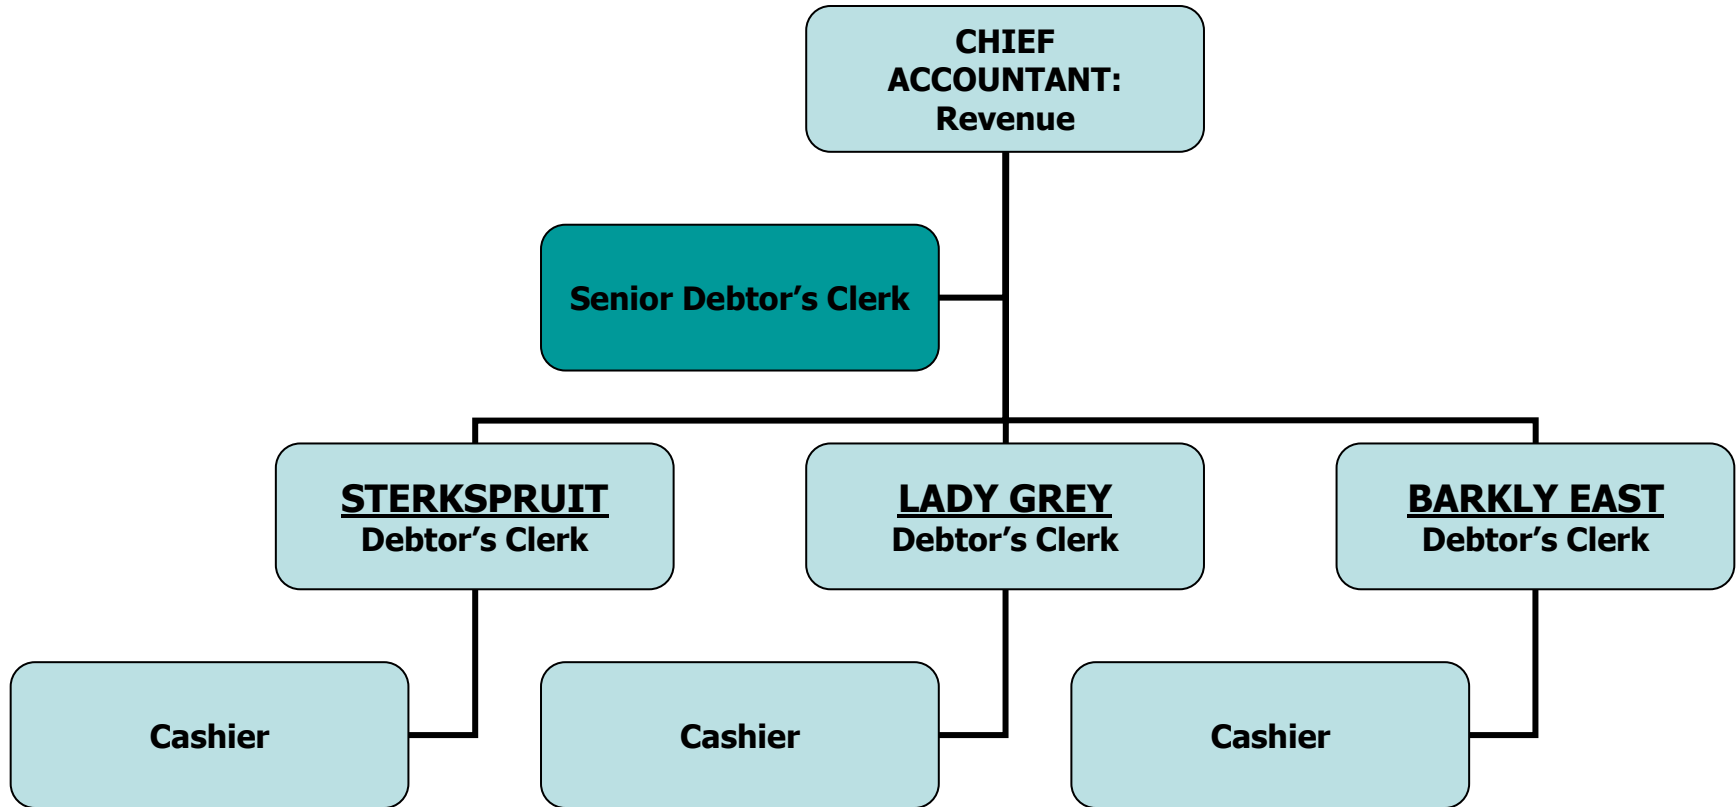 CHIEF
ACCOUNTANT:
Revenue
Senior Debtor’s Clerk
STERKSPRUIT
Debtor’s Clerk
LADY GREY
Debtor’s Clerk
BARKLY EAST
Debtor’s Clerk
Cashier
Cashier
Cashier